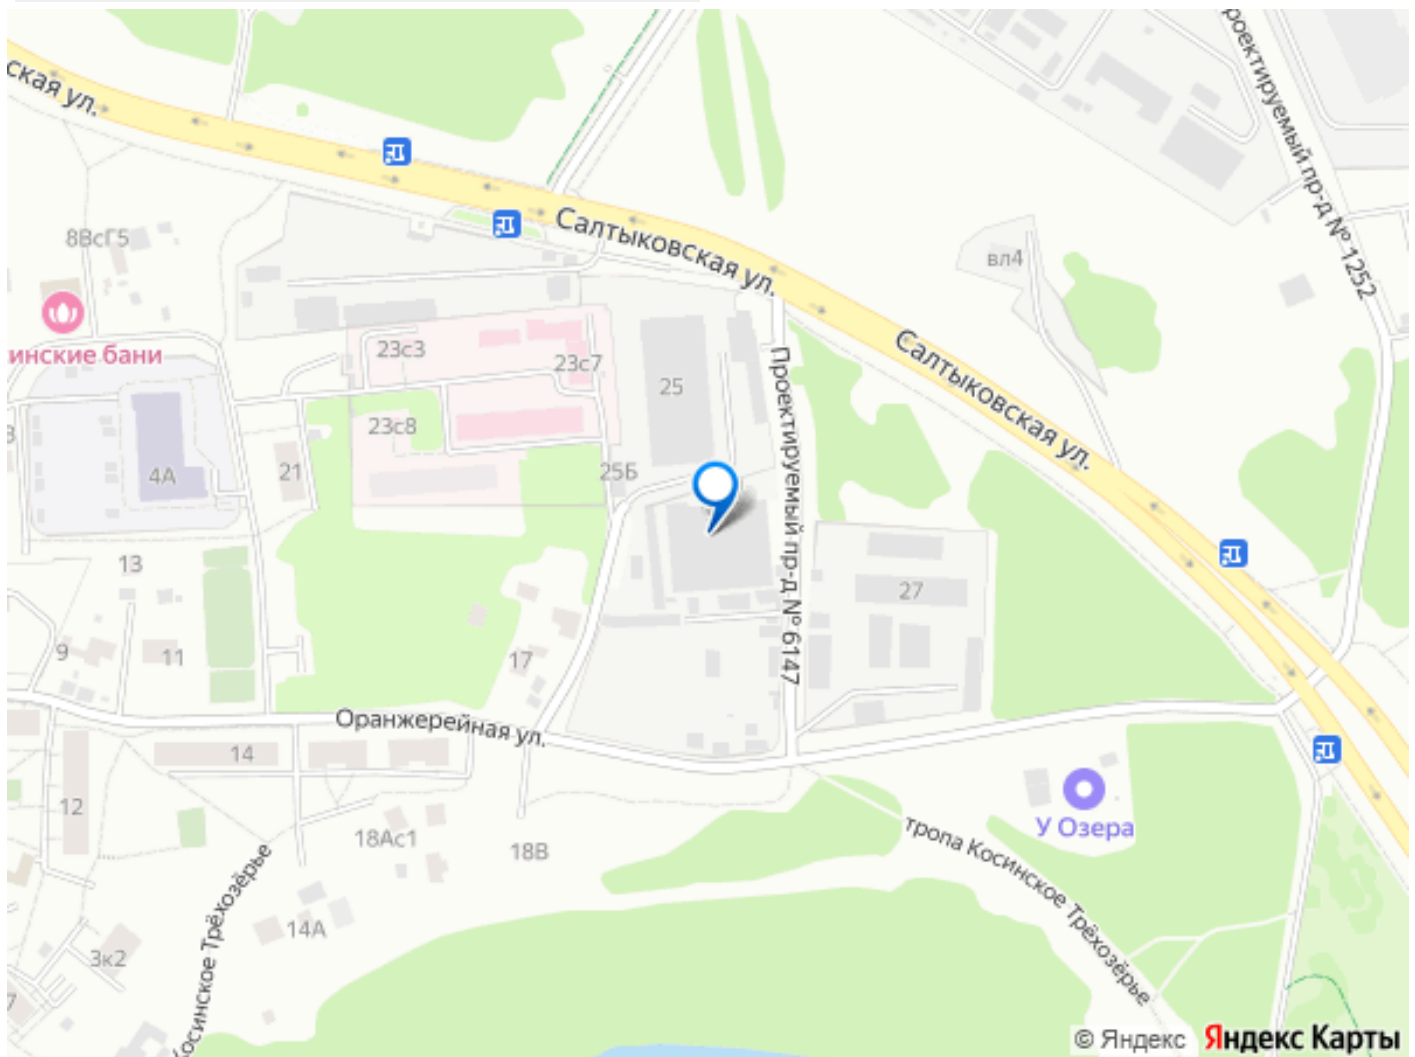 ская ул.
роектируемый пр-д № 1252
8ВсГ5
Салтыковская ул.
вл4
инские бани
23с3
23с7
25
Проектируемый пр-д № 6147
Салтыковская ул.
23с8
4А
21
25Б
13
27
9
11
17
Оранжерейная ул.
14
12
18Ас1
18В
У Озера
тропа Косинское Трёхозёрье
Косинское Трёхозёрье
14А
3к2
7
© Яндекс
Яндекс Карты